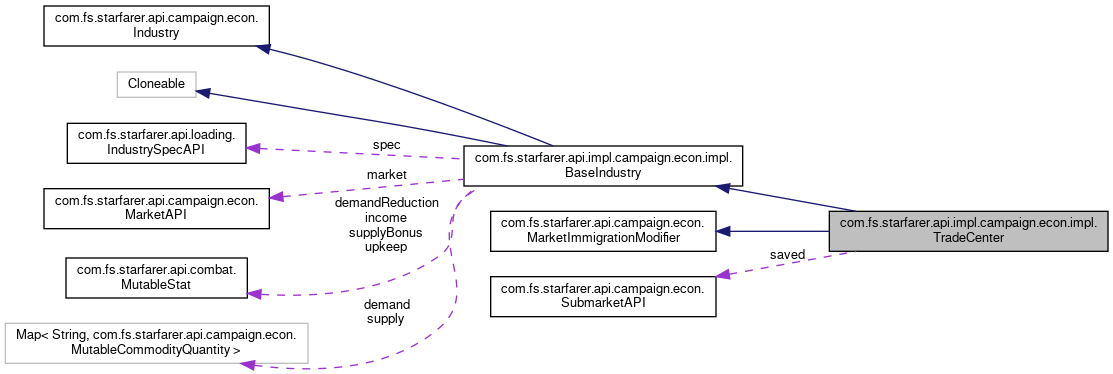 com.fs.starfarer.api.campaign.econ.
Industry
Cloneable
com.fs.starfarer.api.loading.
IndustrySpecAPI
spec
com.fs.starfarer.api.impl.campaign.econ.impl.
BaseIndustry
market
com.fs.starfarer.api.campaign.econ.
MarketAPI
demandReduction
income
supplyBonus
upkeep
com.fs.starfarer.api.campaign.econ.
MarketImmigrationModifier
com.fs.starfarer.api.impl.campaign.econ.impl.
TradeCenter
saved
com.fs.starfarer.api.combat.
MutableStat
com.fs.starfarer.api.campaign.econ.
SubmarketAPI
demand
supply
Map< String, com.fs.starfarer.api.campaign.econ.
MutableCommodityQuantity >